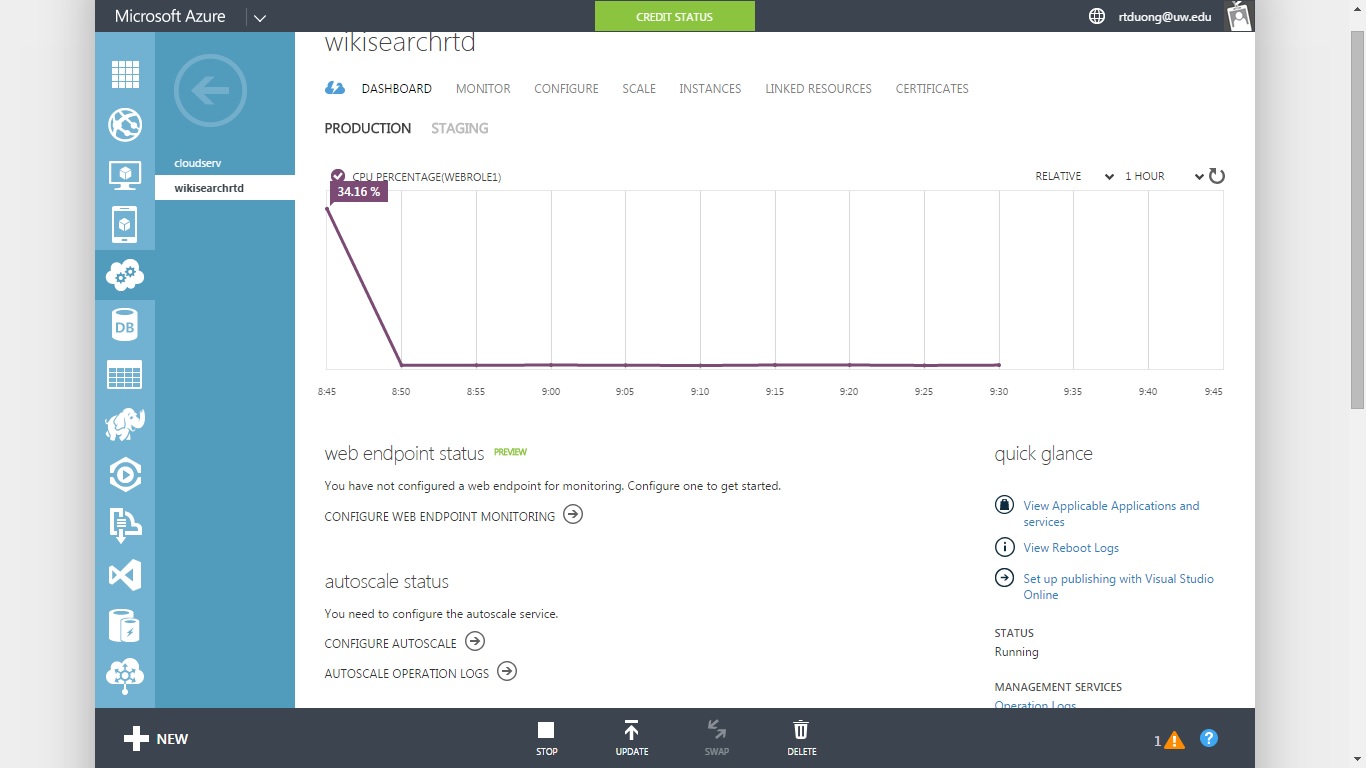 Microsoft Azure
CREDIT STATUS
rtduong@uw.edu
wikisearchrtd
DASHBOARD MONITOR CONFIGURE SCALE INSTANCES LINKED RESOURCES CERTIFICATES
PRODUCTION STAGING
cloudserv
wikisearchrtd
CPU PERCENTAGE(WEBROLE1)
RELATIVE 1 HOUR
34.16 %
8:45 8:50 8:55 9:00 9:05 9:10 9:15 9:20 9:25 9:30 9:35 9:40 9:45
DB
web endpoint status PREVIEW
You have not configured a web endpoint for monitoring. Configure one to get started.
CONFIGURE WEB ENDPOINT MONITORING
autoscale status
You need to configure the autoscale service.
CONFIGURE AUTOSCALE
AUTOSCALE OPERATION LOGS
quick glance
View Applicable Applications and
services
View Reboot Logs
Set up publishing with Visual Studio
Online
STATUS
Running
MANAGEMENT SERVICES
Operation Logs
NEW
STOP
UPDATE
SWAP
DELETE
1
?